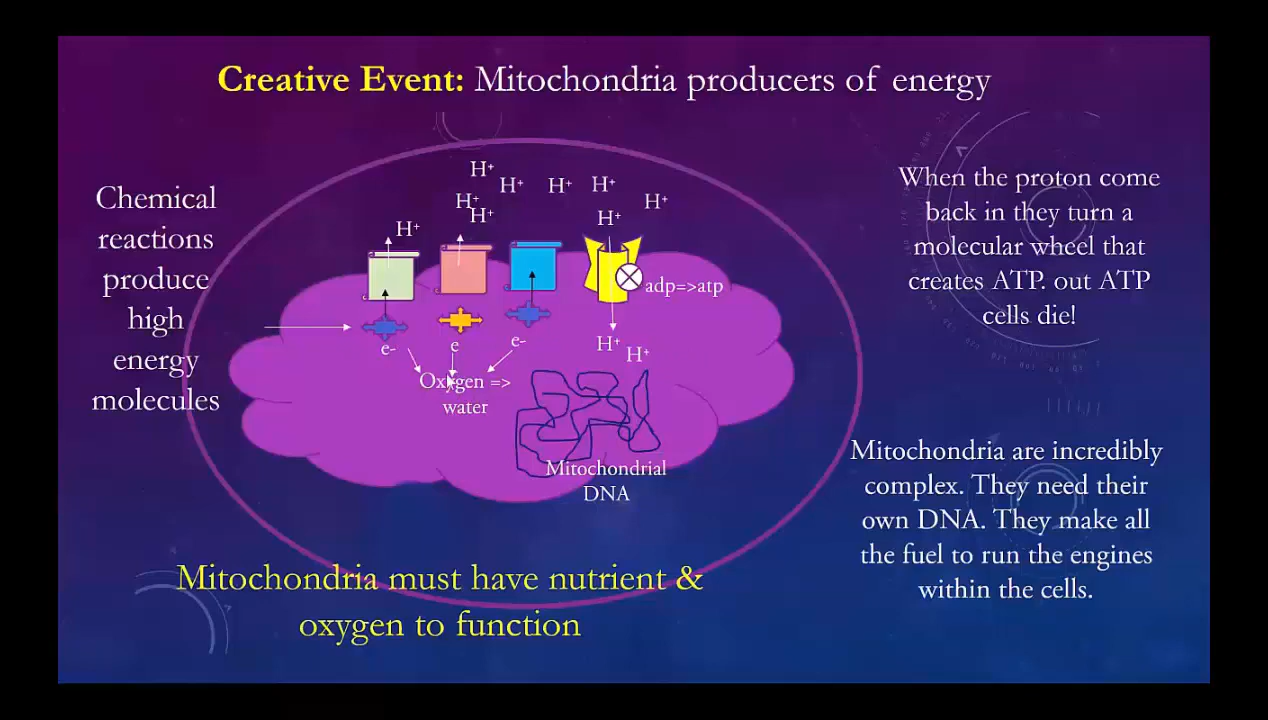 Creative Event: Mitochondria producers of energy
Chemical
reactions
produce
high
energy
molecules
H⁺
H⁺
H⁺
H⁺
H⁺
H⁺
H⁺
H⁺
H⁺
adp=>atp
e-
e
e-
H⁺
H⁺
Oxygen =>
water
Mitochondrial
DNA
When the proton come
back in they turn a
molecular wheel that
creates ATP. out ATP
cells die!
Mitochondria are incredibly
complex. They need their
own DNA. They make all
the fuel to run the engines
within the cells.
Mitochondria must have nutrient &
oxygen to function